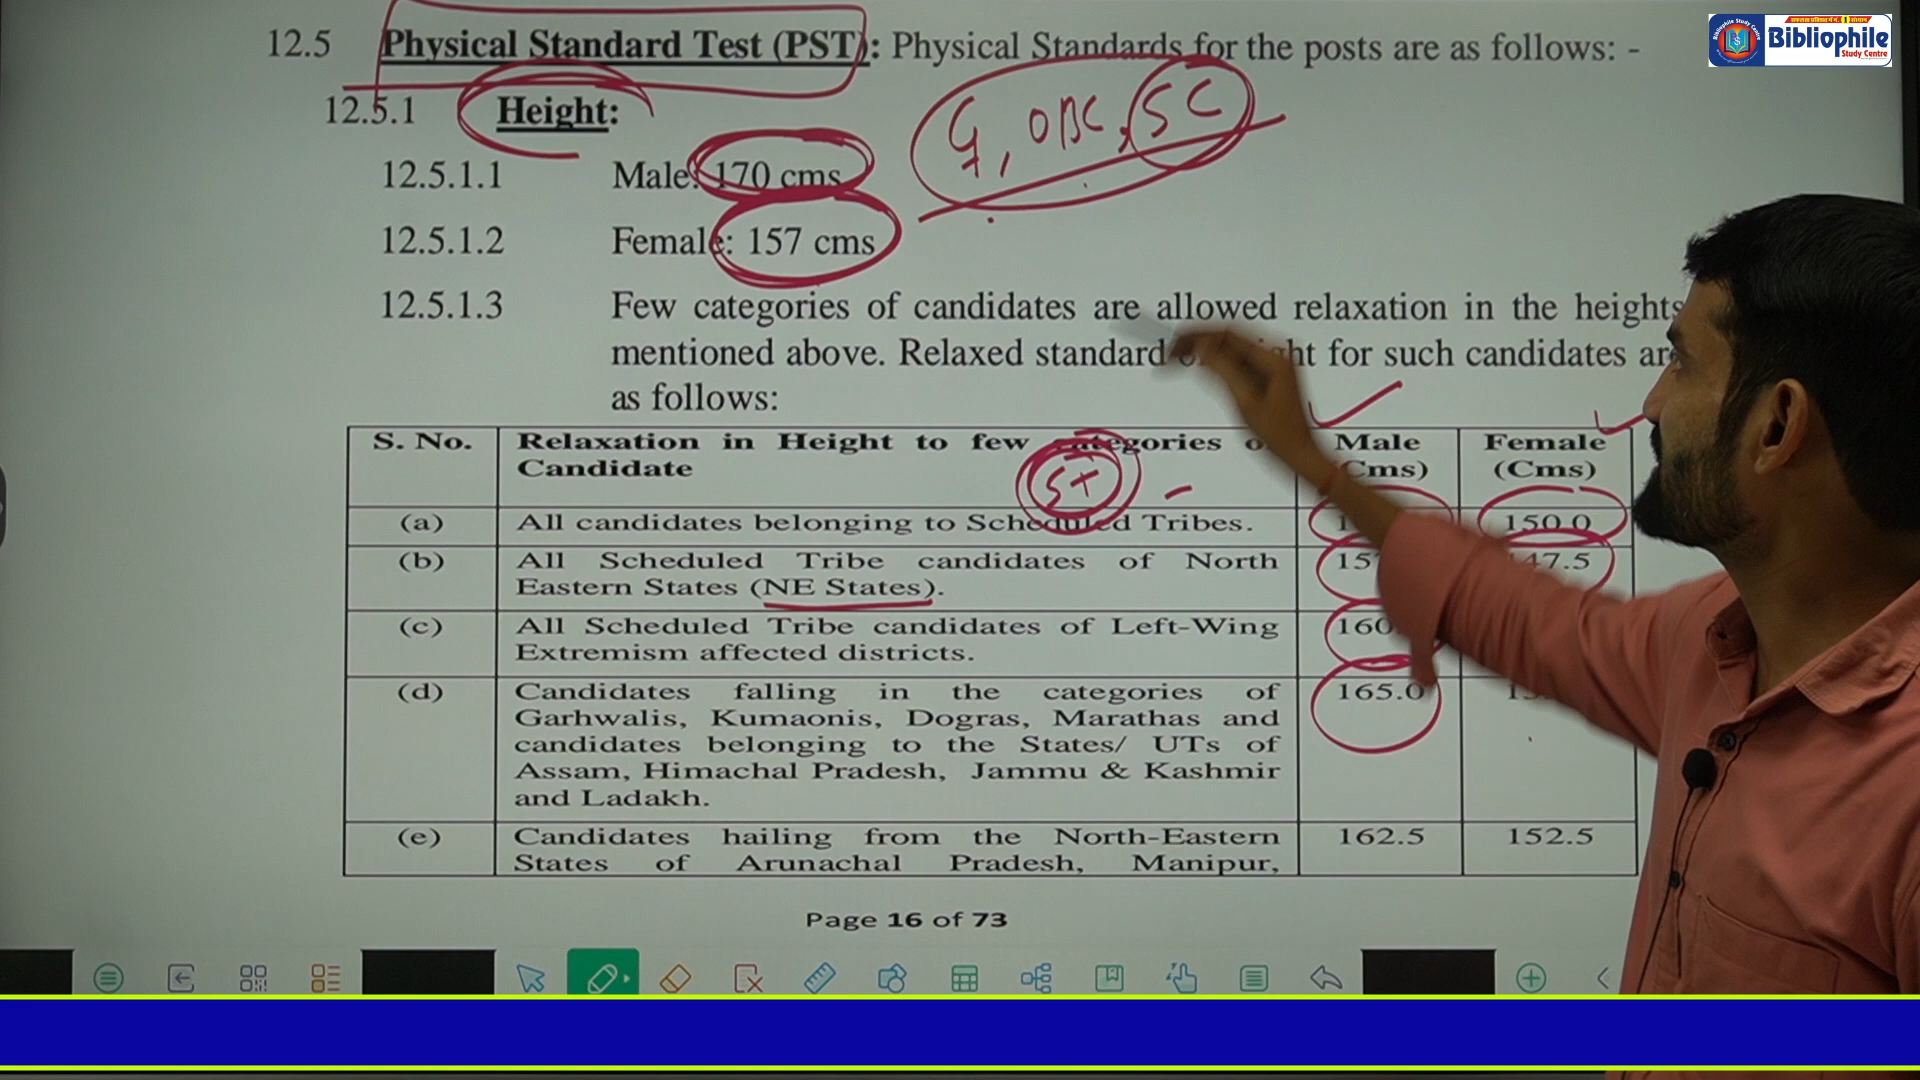 12.5 Physical Standard Test (PST): Physical Standards for the posts are as follows: -
12.5.1 Height:
G, OBC, SC
12.5.1.1 Male: 170 cms
12.5.1.2 Female: 157 cms
12.5.1.3 Few categories of candidates are allowed relaxation in the heights
mentioned above. Relaxed standard for such candidates are
as follows:
S. No. Relaxation in Height to few categories Male Female
Candidate (Cms) (Cms)
ST
(a) All candidates belonging to Scheduled Tribes. 150.0
(b) All Scheduled Tribe candidates of North
Eastern States (NE States).
(c) All Scheduled Tribe candidates of Left-Wing
Extremism affected districts.
(d) Candidates falling in the categories of 165.0
Garhwalis, Kumaonis, Dogras, Marathas and
candidates belonging to the States/ UTs of
Assam, Himachal Pradesh, Jammu & Kashmir
and Ladakh.
(e) Candidates hailing from the North-Eastern 162.5 152.5
States of Arunachal Pradesh, Manipur,
Page 16 of 73
Bibliophile
Study Centre